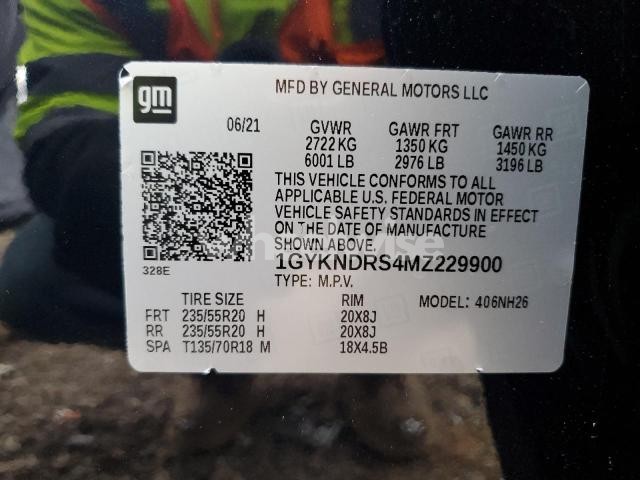 gm
MFD BY GENERAL MOTORS LLC
06/21 GVWR GAWR FRT GAWR RR
2722 KG 1350 KG 1450 KG
6001 LB 2976 LB 3196 LB
THIS VEHICLE CONFORMS TO ALL
APPLICABLE U.S. FEDERAL MOTOR
VEHICLE SAFETY STANDARDS IN EFFECT
ON THE DATE OF MANUFACTURE
SHOWN ABOVE.
328E
1GYKNDRS4MZ229900
TYPE: M.P.V.
TIRE SIZE RIM MODEL: 406NH26
FRT 235/55R20 H 20X8J
RR 235/55R20 H 20X8J
SPA T135/70R18 M 18X4.5B